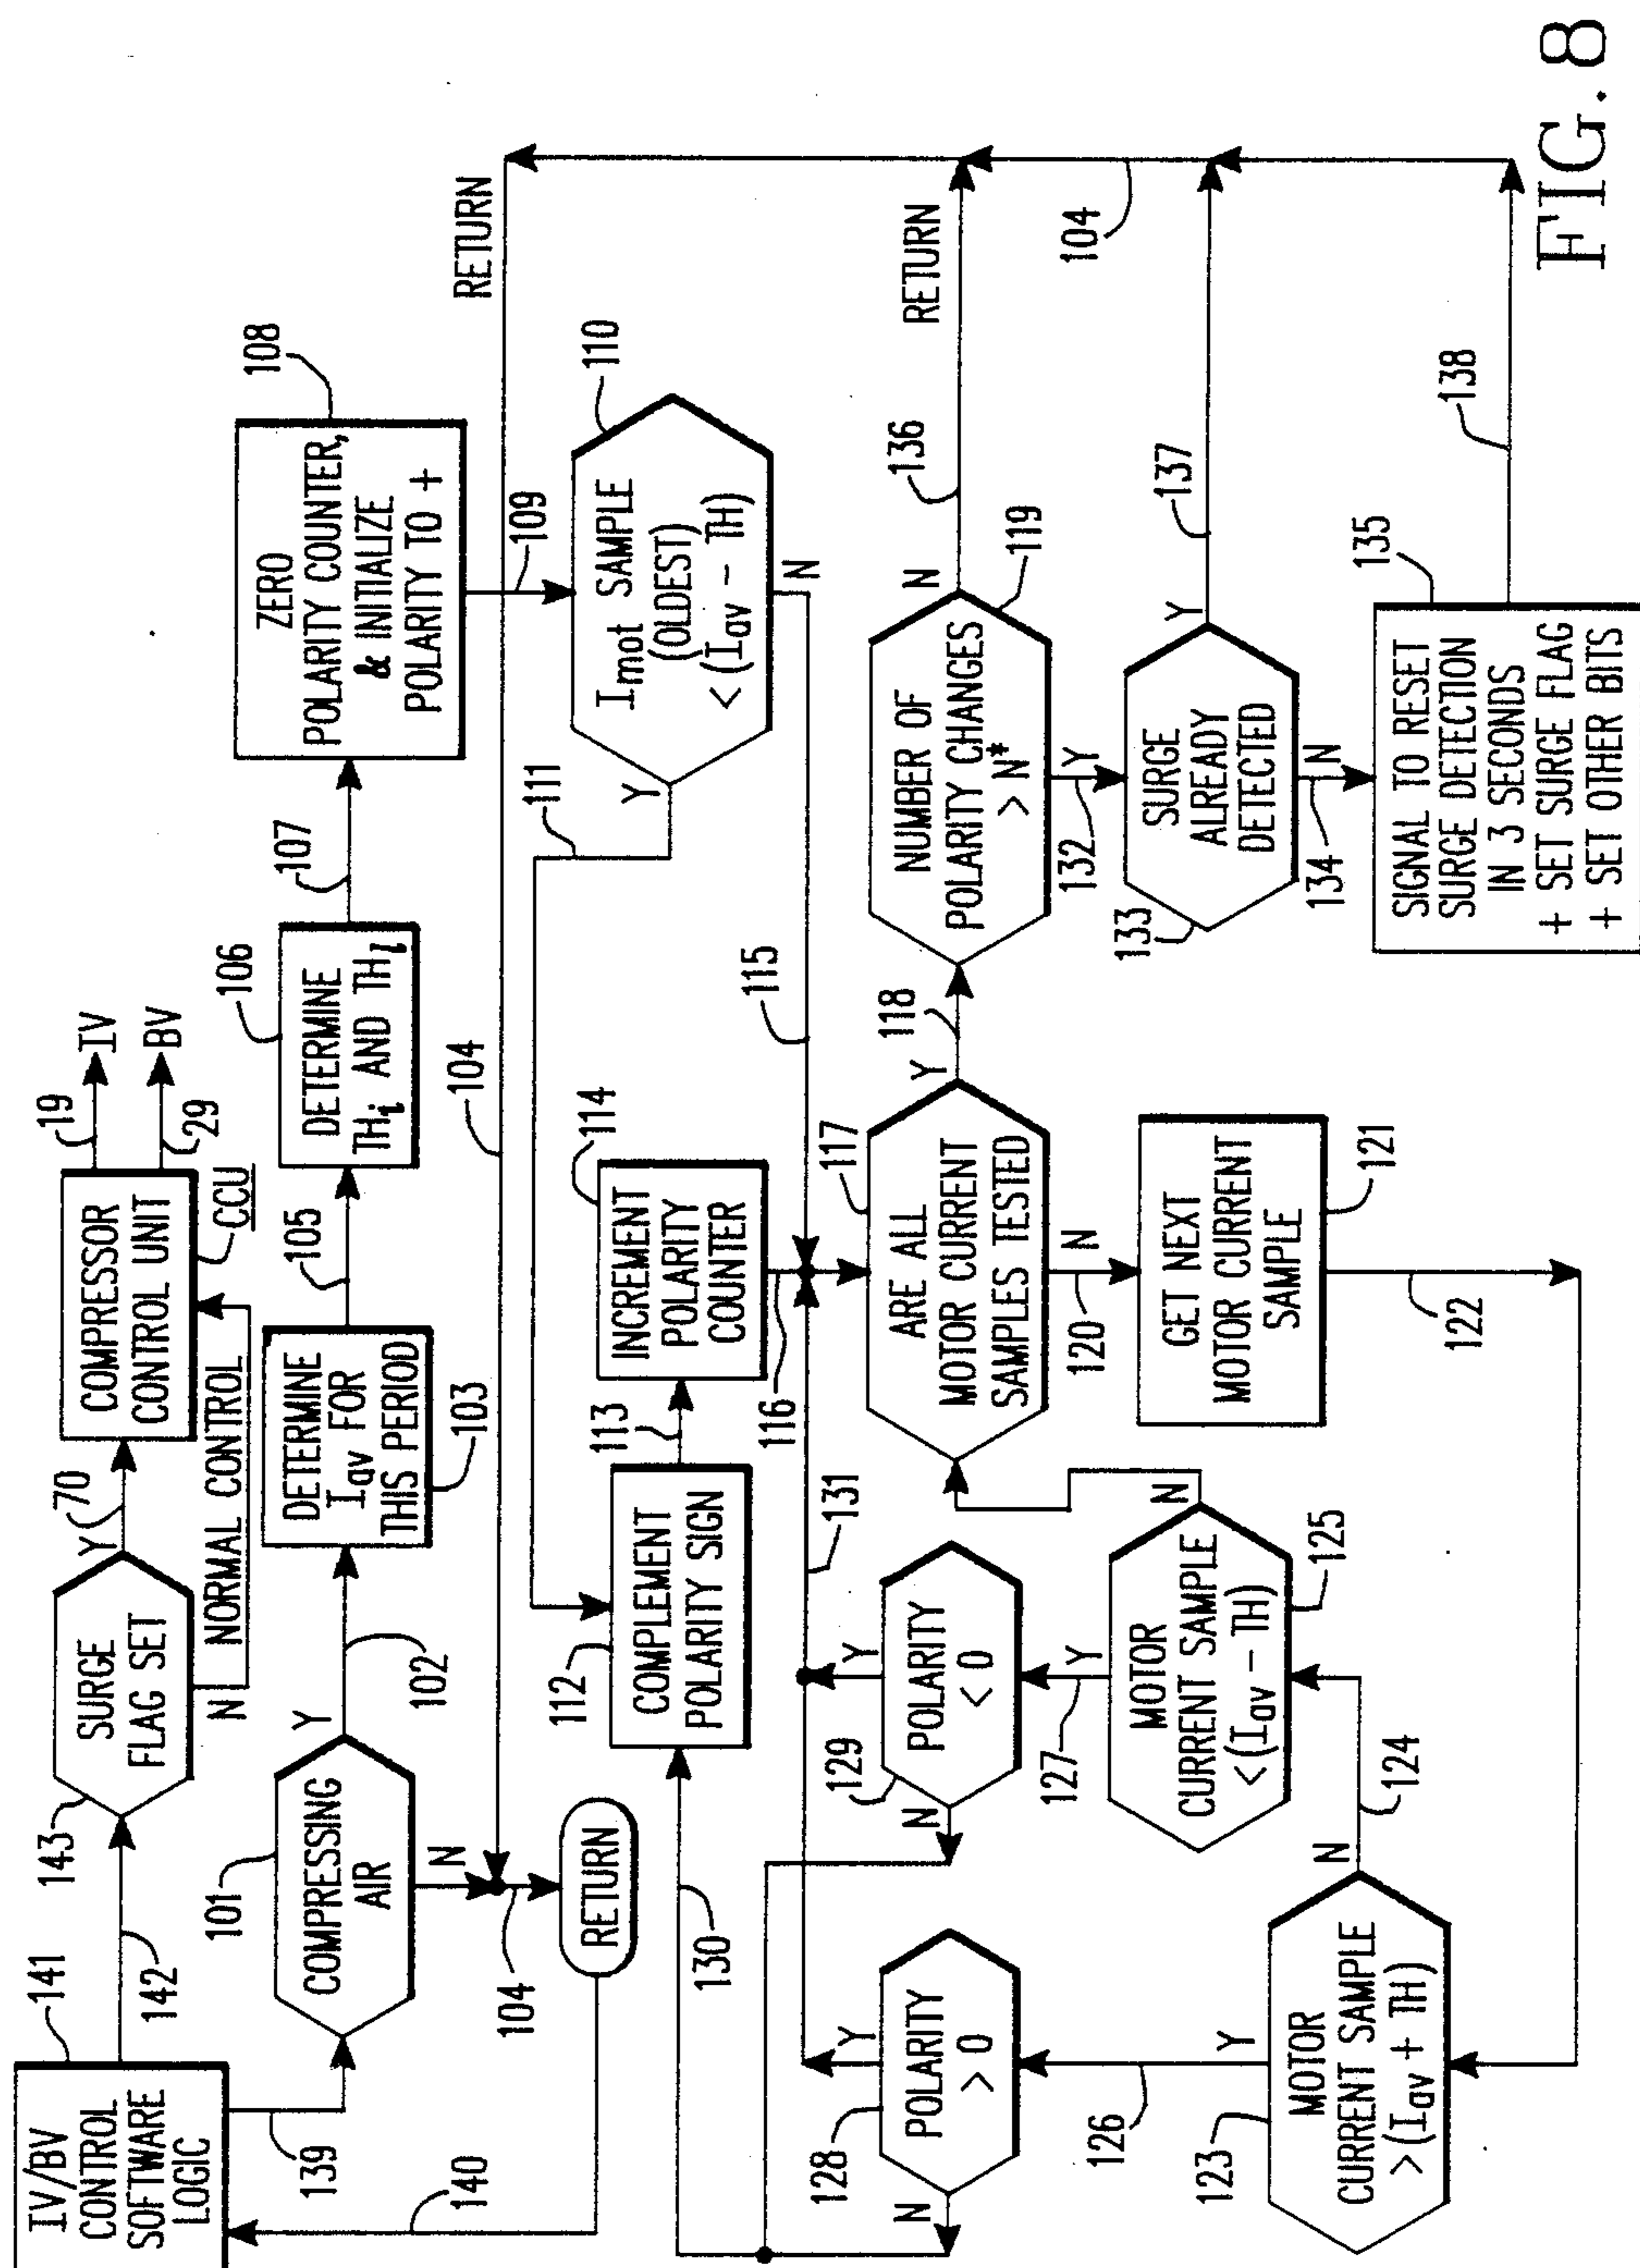 IV/BV
CONTROL
SOFTWARE
LOGIC
141
142
143
SURGE
FLAG SET
Y
70
N
NORMAL CONTROL
COMPRESSOR
CONTROL UNIT
CCU
19
IV
29
BV
139
140
101
COMPRESSING
AIR
Y
102
N
104
RETURN
DETERMINE
Iav FOR
THIS PERIOD
103
105
DETERMINE
THi AND THl
106
107
ZERO
POLARITY COUNTER,
& INITIALIZE
POLARITY TO +
108
109
104
RETURN
Imot SAMPLE
(OLDEST)
< (Iav - TH)
110
Y
111
N
115
112
COMPLEMENT
POLARITY SIGN
113
INCREMENT
POLARITY
COUNTER
114
116
130
131
128
POLARITY
> 0
Y
N
129
POLARITY
< 0
Y
N
117
ARE ALL
MOTOR CURRENT
SAMPLES TESTED
Y
118
N
120
NUMBER OF
POLARITY CHANGES
> N*
119
N
136
RETURN
Y
132
126
127
123
MOTOR
CURRENT SAMPLE
> (Iav + TH)
Y
N
124
MOTOR
CURRENT SAMPLE
< (Iav - TH)
125
Y
N
GET NEXT
MOTOR CURRENT
SAMPLE
121
122
133
SURGE
ALREADY
DETECTED
Y
137
N
134
104
SIGNAL TO RESET
SURGE DETECTION
IN 3 SECONDS
+ SET SURGE FLAG
+ SET OTHER BITS
135
138
FIG. 8